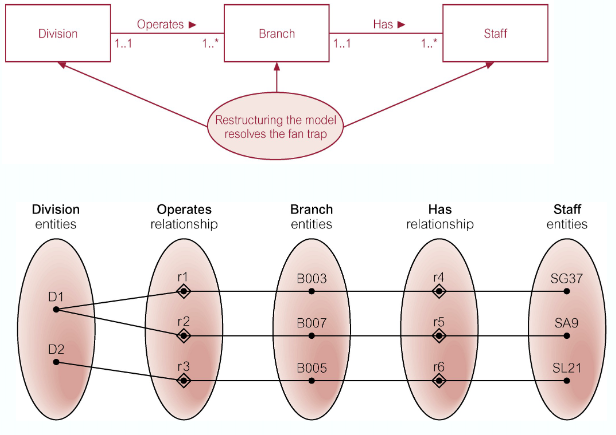 Operates ►
Has ►
Division
Branch
Staff
1..1
1..*
1..1
1..*
Restructuring the model
resolves the fan trap
Division
entities
Operates
relationship
Branch
entities
Has
relationship
Staff
entities
r1
B003
r4
SG37
D1
r2
B007
r5
SA9
D2
r3
B005
r6
SL21